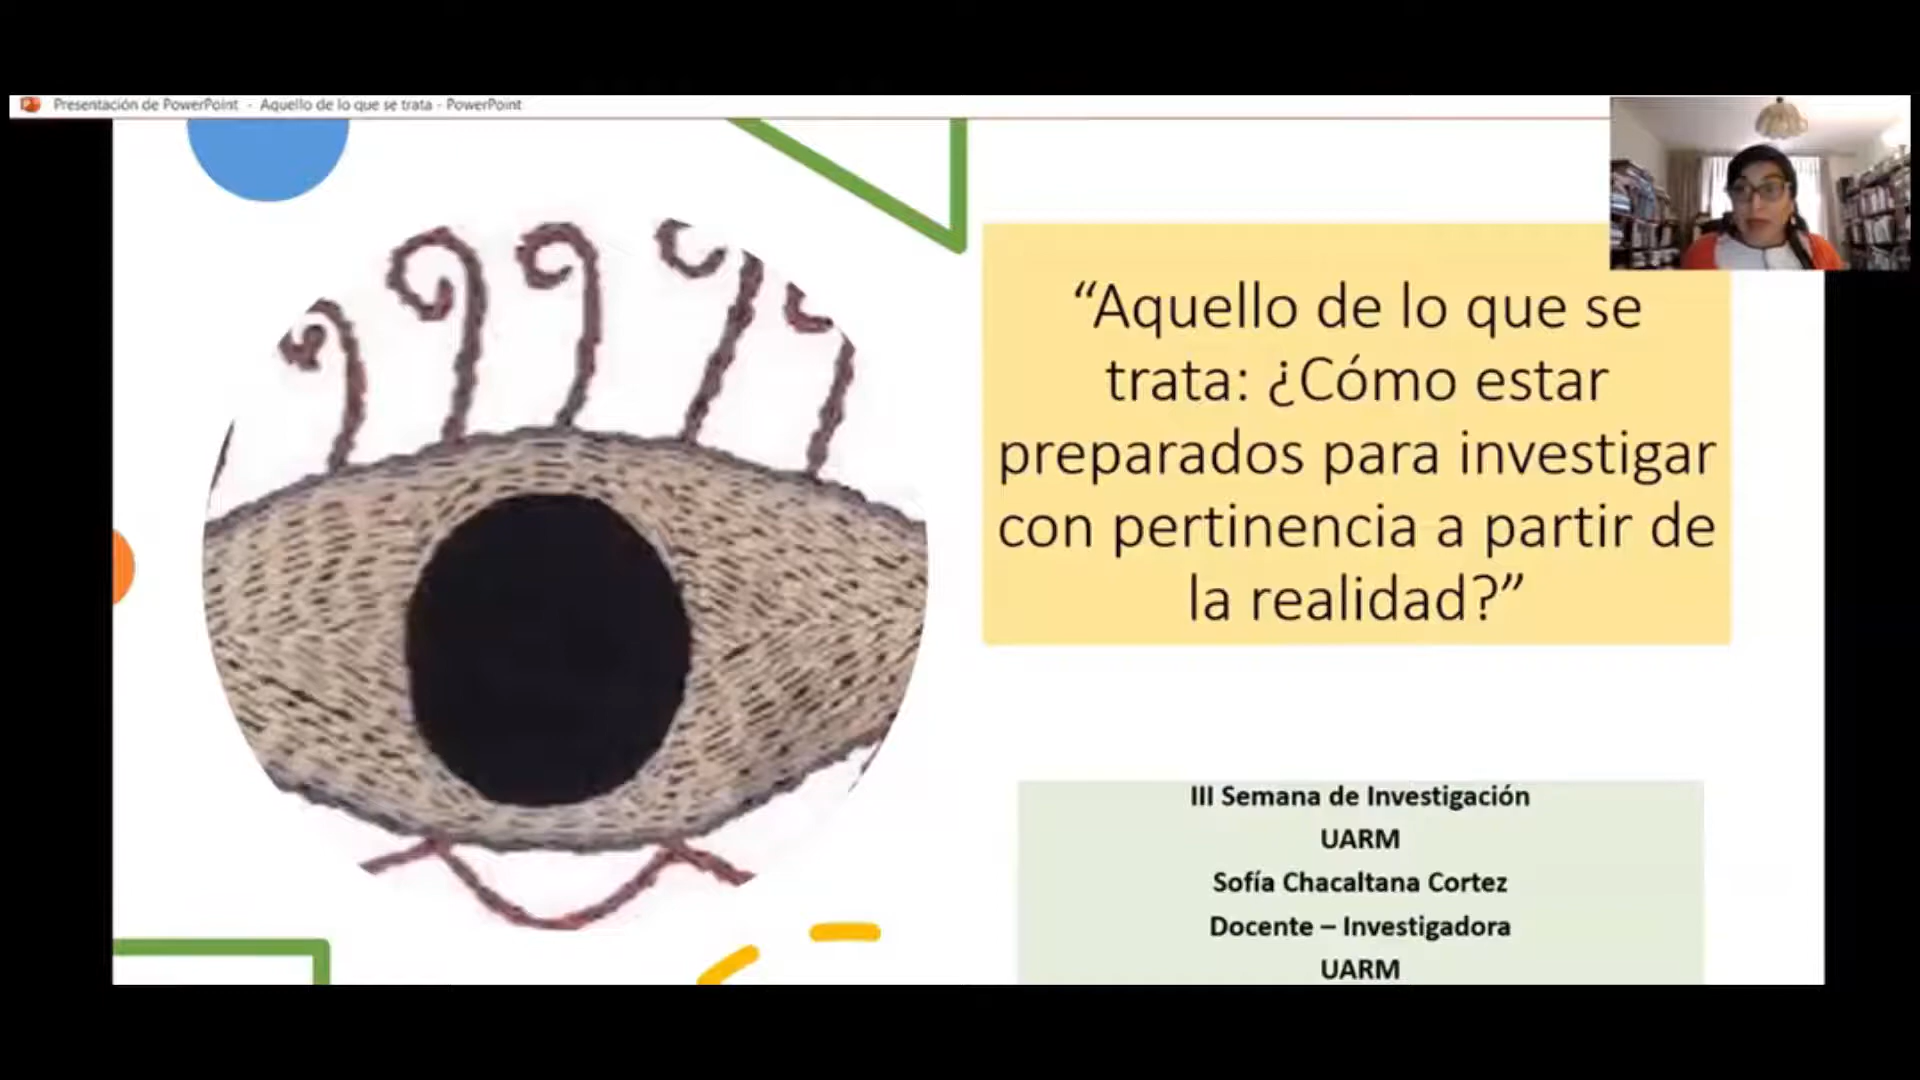 Presentación de PowerPoint - Aquello de lo que se trata - PowerPoint
“Aquello de lo que se
trata: ¿Cómo estar
preparados para investigar
con pertinencia a partir de
la realidad?”
III Semana de Investigación
UARM
Sofía Chacaltana Cortez
Docente – Investigadora
UARM